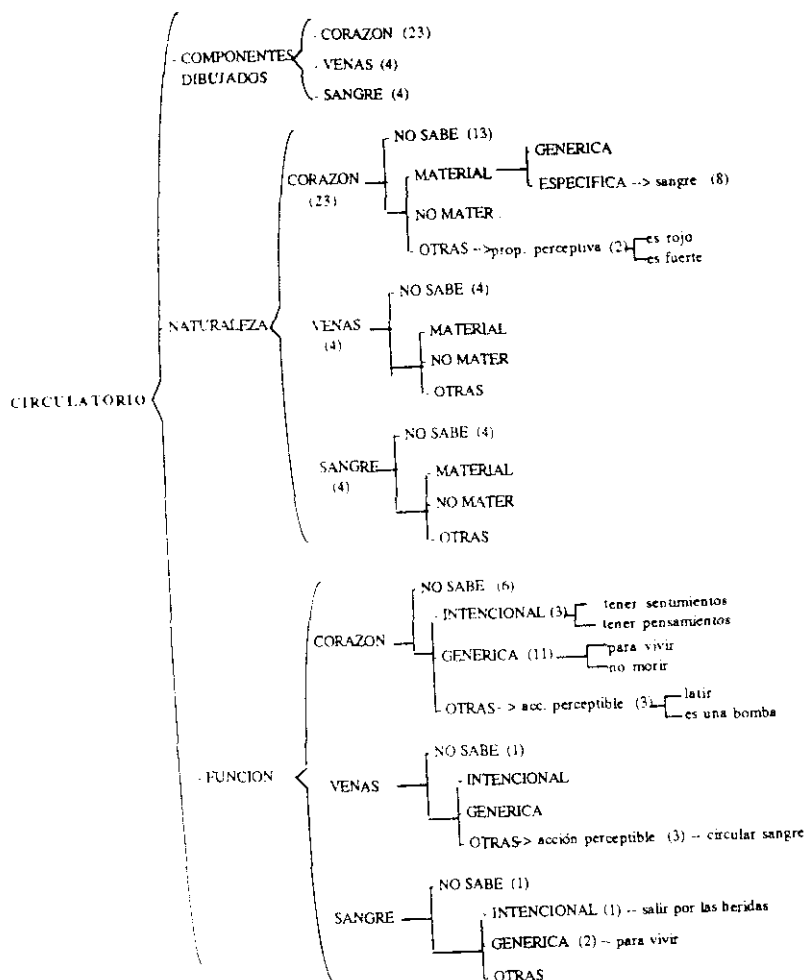 - CORAZON (23)
- COMPONENTES DIBUJADOS
- VENAS (4)
- SANGRE (4)
NO SABE (13)
GENERICA
CORAZON (23)
MATERIAL
ESPECIFICA --> sangre (8)
NO MATER.
OTRAS -->prop. perceptiva (2)
es rojo
es fuerte
- NO SABE (4)
- NATURALEZA
VENAS (4)
MATERIAL
NO MATER
OTRAS
CIRCULATORIO
- NO SABE (4)
SANGRE (4)
MATERIAL
NO MATER
OTRAS
NO SABE (6)
INTENCIONAL (3)
tener sentimientos
tener pensamientos
CORAZON
GENERICA (11)
para vivir
no morir
OTRAS- > acc. perceptible (3)
latir
es una bomba
NO SABE (1)
- FUNCION
VENAS
- INTENCIONAL
GENERICA
OTRAS-> acción perceptible (3) -- circular sangre
NO SABE (1)
SANGRE
- INTENCIONAL (1) -- salir por las heridas
GENERICA (2) -- para vivir
- OTRAS